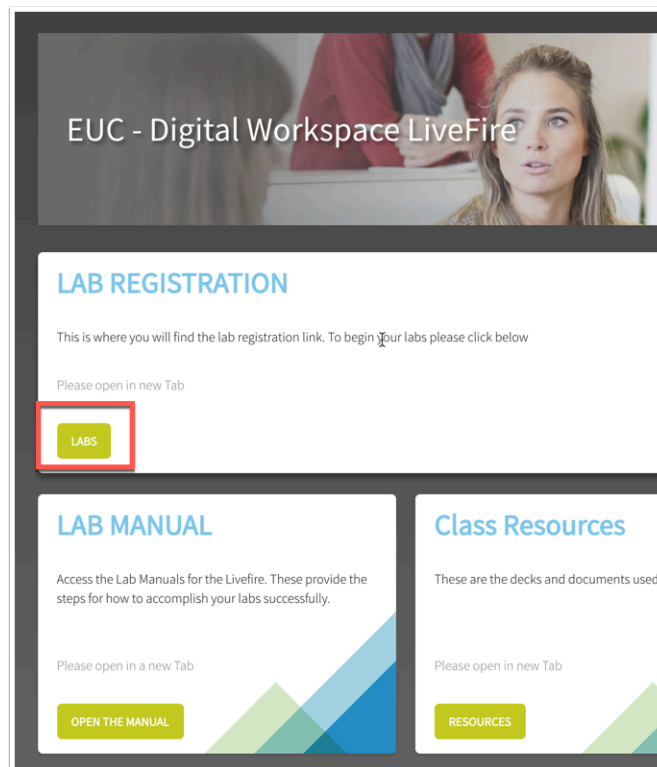 EUC - Digital Workspace LiveFire
LAB REGISTRATION
This is where you will find the lab registration link. To begin your labs please click below
Please open in new Tab
LABS
LAB MANUAL
Access the Lab Manuals for the Livefire. These provide the
steps for how to accomplish your labs successfully.
Please open in a new Tab
OPEN THE MANUAL
Class Resources
These are the decks and documents used
Please open in new Tab
RESOURCES